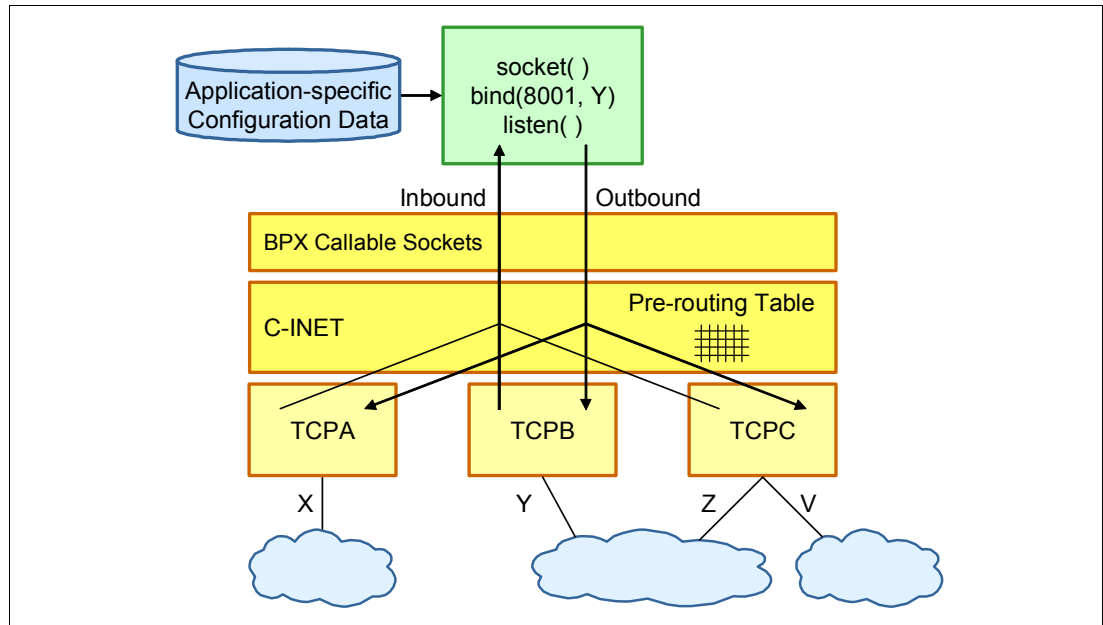 Application-specific
Configuration Data
socket( )
bind(8001, Y)
listen( )
Inbound
Outbound
BPX Callable Sockets
Pre-routing Table
C-INET
TCPA
TCPB
TCPC
X
Y
Z
V